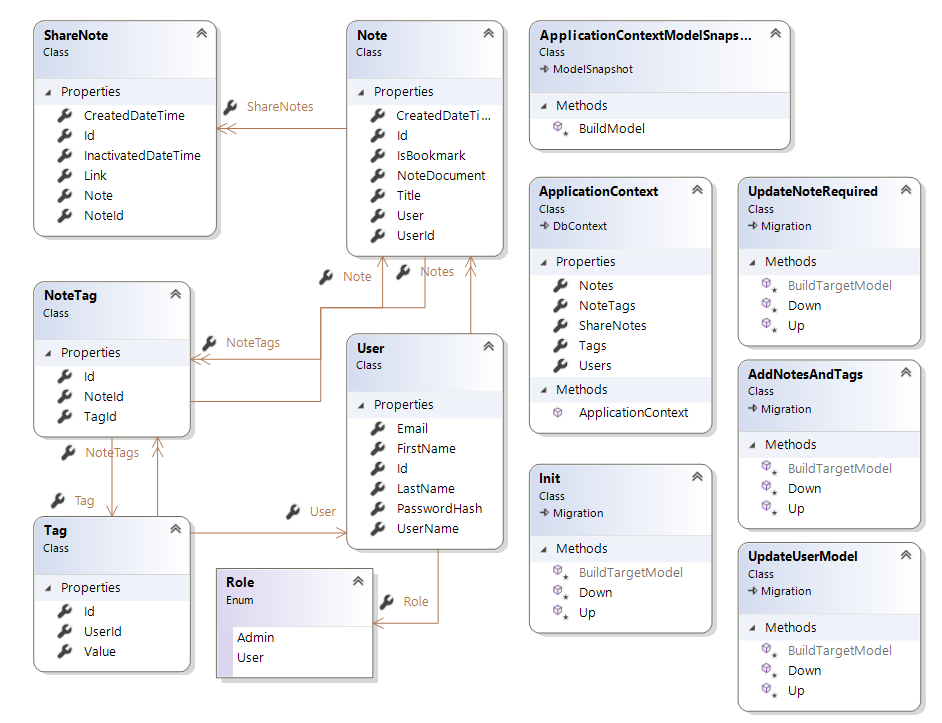 ShareNote
Class
Properties
CreatedDateTime
Id
InactivatedDateTime
Link
Note
NoteId
ShareNotes
Note
Class
Properties
CreatedDateTi...
Id
IsBookmark
NoteDocument
Title
User
UserId
Note
Notes
NoteTag
Class
Properties
Id
NoteId
TagId
NoteTags
NoteTags
Tag
User
Class
Properties
Email
FirstName
Id
LastName
PasswordHash
UserName
User
Tag
Class
Properties
Id
UserId
Value
Role
Enum
Admin
User
Role
ApplicationContextModelSnaps...
Class
ModelSnapshot
Methods
BuildModel
ApplicationContext
Class
DbContext
Properties
Notes
NoteTags
ShareNotes
Tags
Users
Methods
ApplicationContext
Init
Class
Migration
Methods
BuildTargetModel
Down
Up
UpdateNoteRequired
Class
Migration
Methods
BuildTargetModel
Down
Up
AddNotesAndTags
Class
Migration
Methods
BuildTargetModel
Down
Up
UpdateUserModel
Class
Migration
Methods
BuildTargetModel
Down
Up